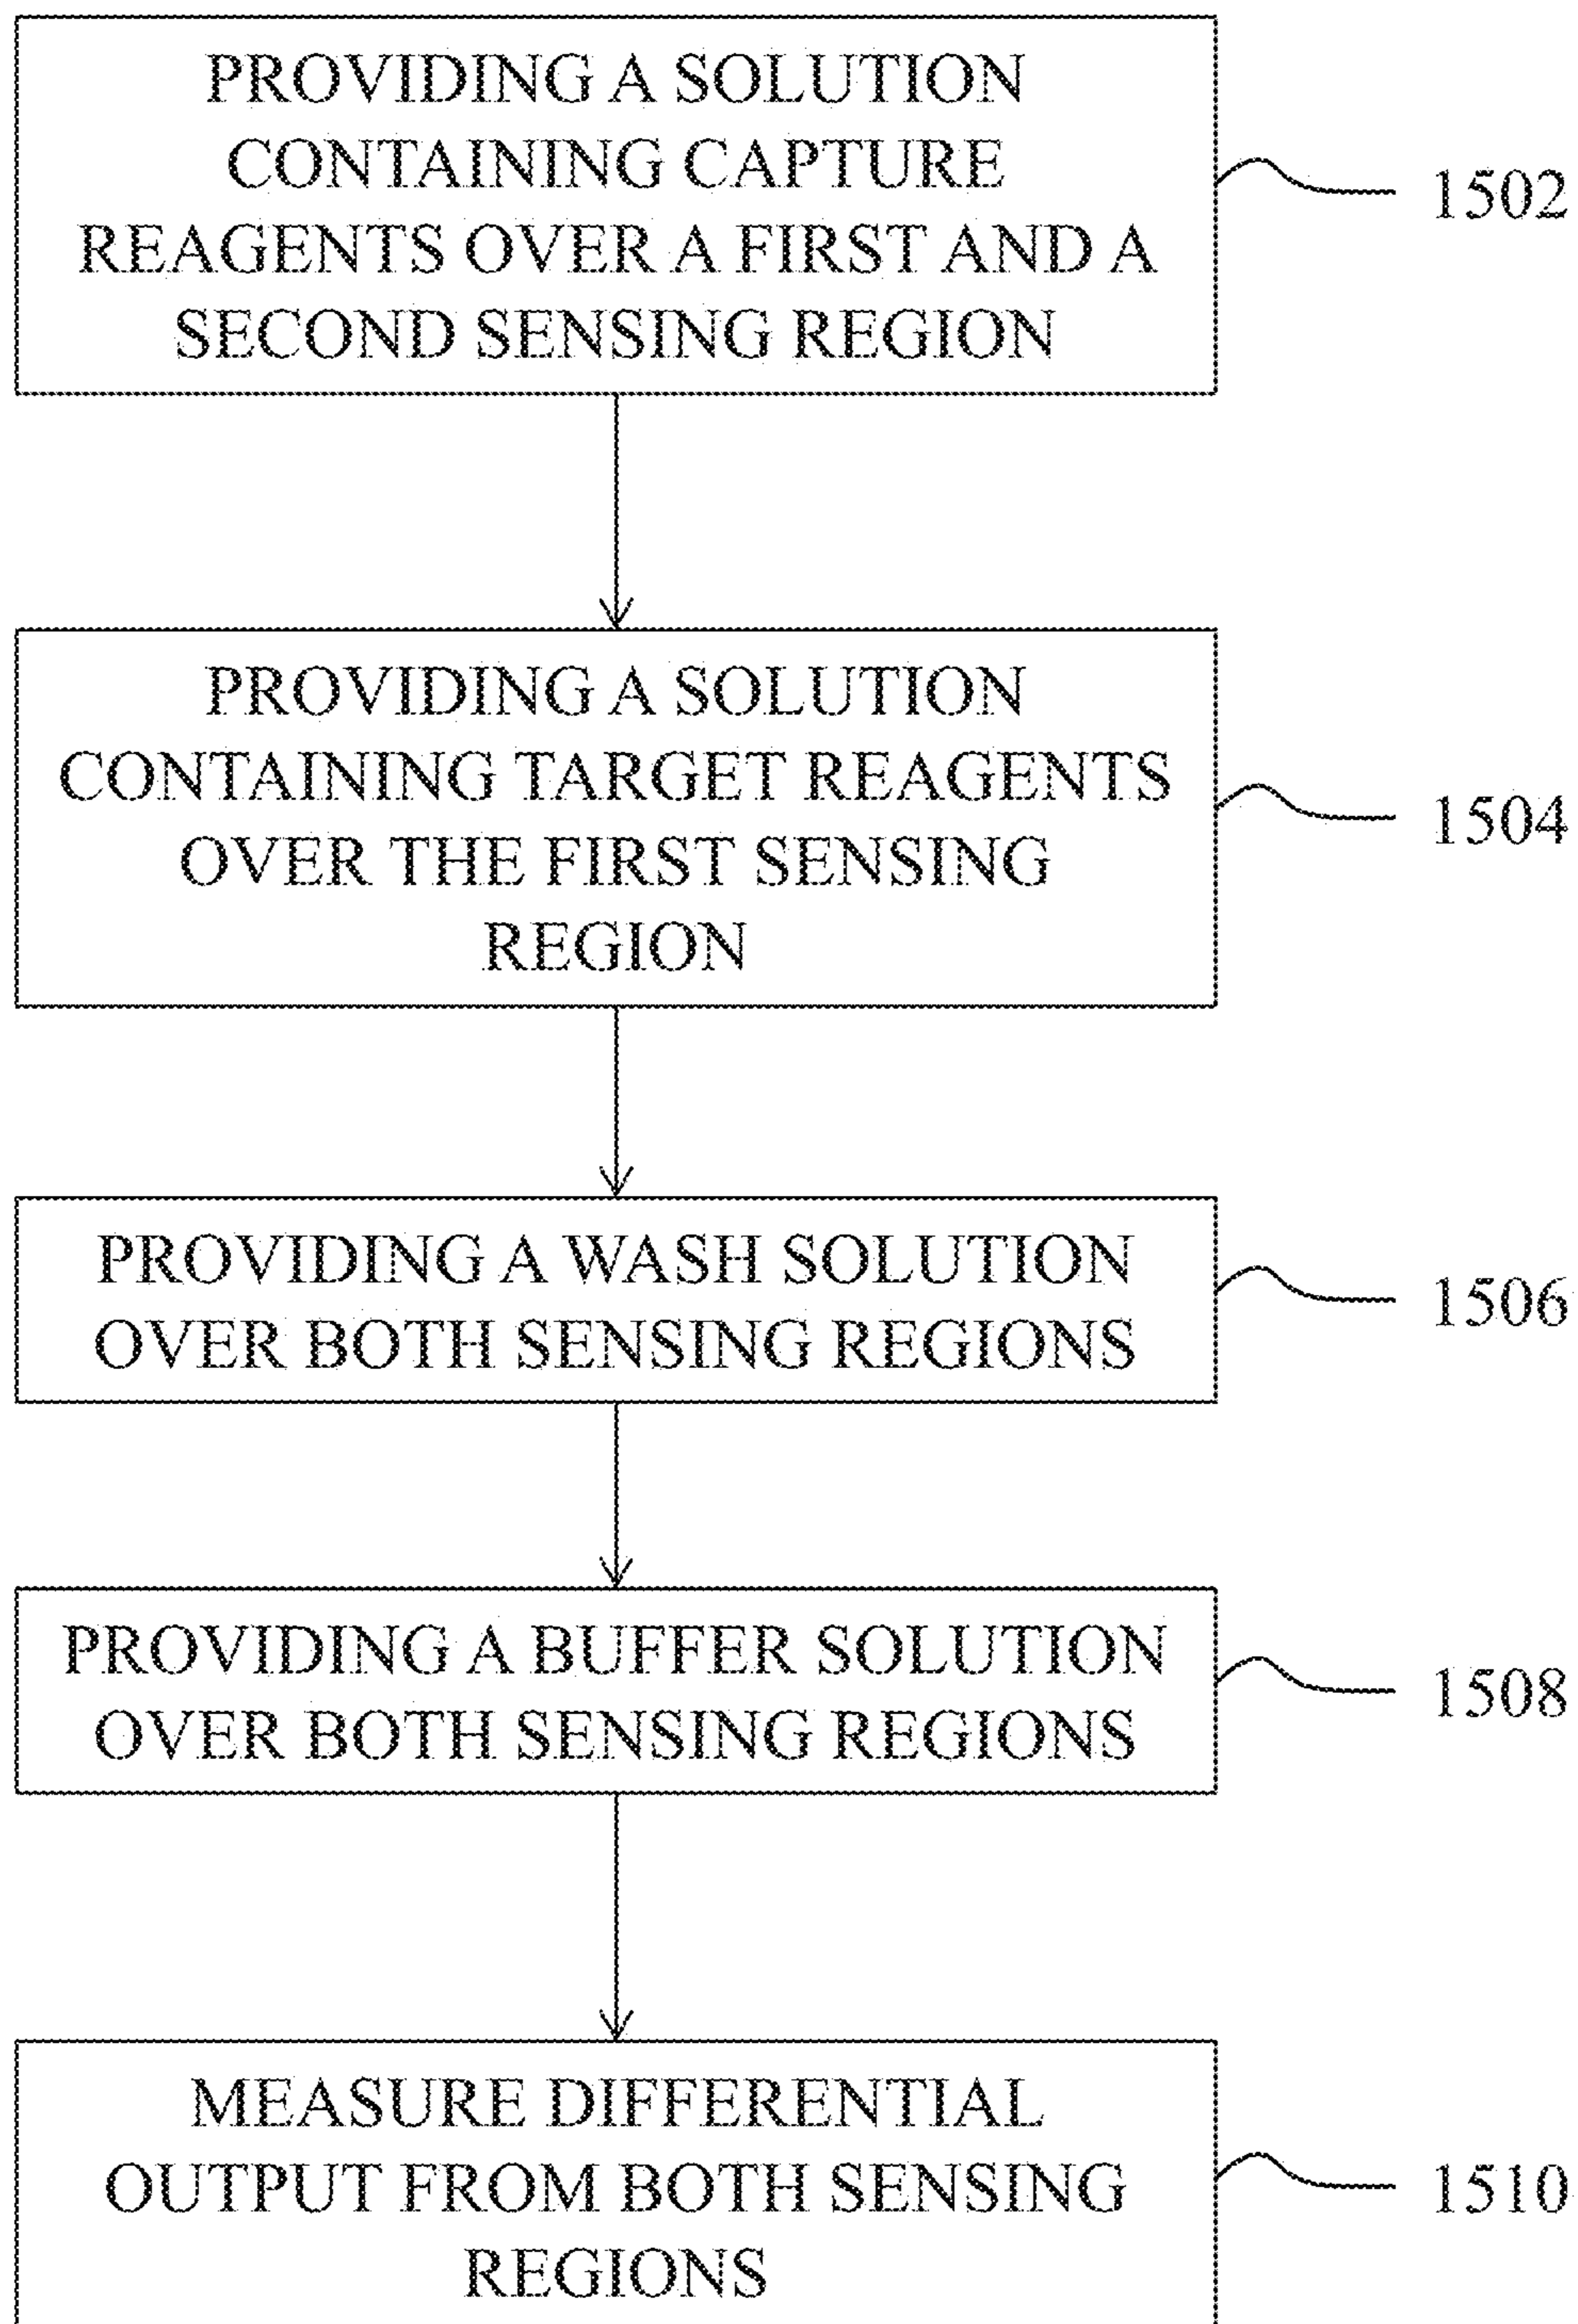 PROVIDING A SOLUTION
CONTAINING CAPTURE
REAGENTS OVER A FIRST AND A
SECOND SENSING REGION
1502
PROVIDING A SOLUTION
CONTAINING TARGET REAGENTS
OVER THE FIRST SENSING
REGION
1504
PROVIDING A WASH SOLUTION
OVER BOTH SENSING REGIONS
1506
PROVIDING A BUFFER SOLUTION
OVER BOTH SENSING REGIONS
1508
MEASURE DIFFERENTIAL
OUTPUT FROM BOTH SENSING
REGIONS
1510